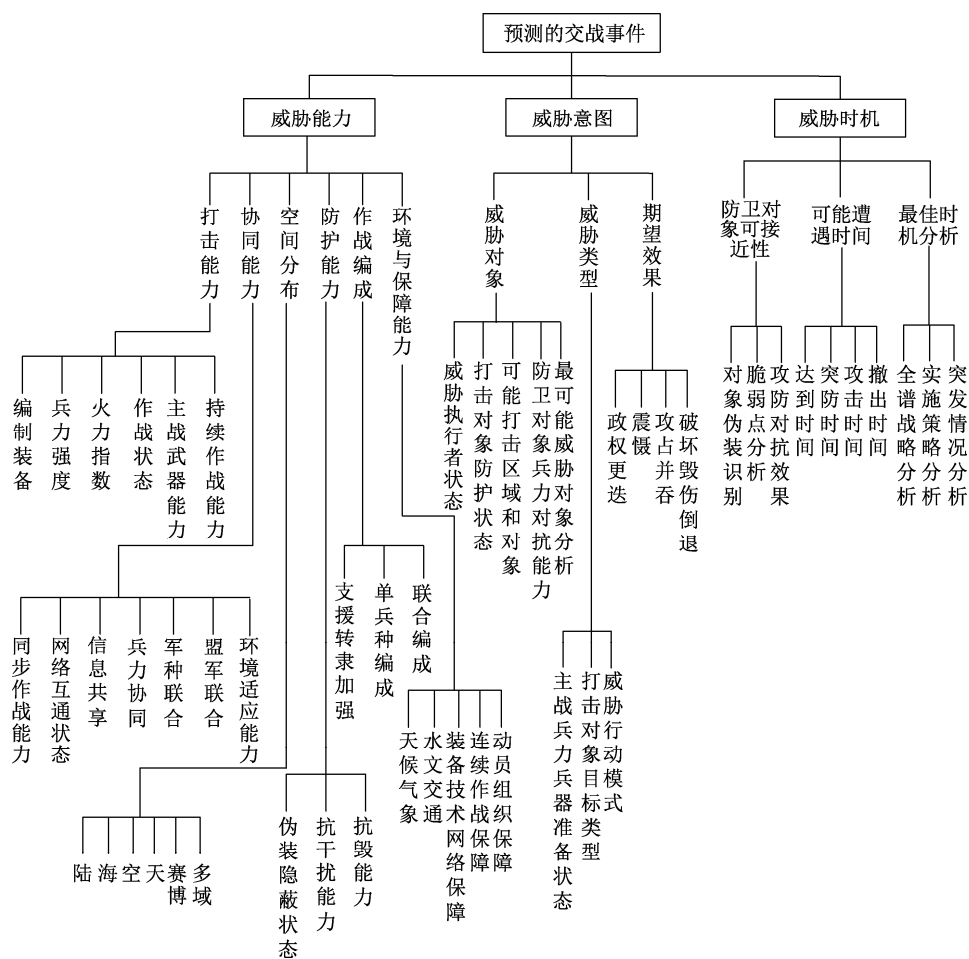 预测的交战事件
威胁能力
威胁意图
威胁时机
打击能力
协同能力
空间分布
防护能力
作战编成
环境与保障能力
威胁对象
威胁类型
期望效果
防卫对
象可接
近性
可能遭
遇时间
最佳时
机分析
编制装备
兵力强度
火力指数
作战状态
主战武器能力
持续作战能力
威胁执行者状态
打击对象防护状态
可能打击区域和对象
防卫对象兵力对抗能力
最可能威胁对象分析
政权更迭
震慑
攻占并吞
破坏毁伤倒退
对象伪装识别
脆弱点分析
攻防对抗效果
达到时间
突防时间
攻击时间
撤出时间
全谱战略分析
实施策略分析
突发情况分析
同步作战能力
网络互通状态
信息共享
兵力协同
军种联合
盟军联合
环境适应能力
支援转隶加强
单兵种编成
联合编成
陆
海
空
天
赛博
多域
伪装隐蔽状态
抗干扰能力
抗毁能力
天候气象
水文交通
装备技术网络保障
连续作战保障
动员组织保障
主战兵力兵器准备状态
打击对象目标类型
威胁行动模式